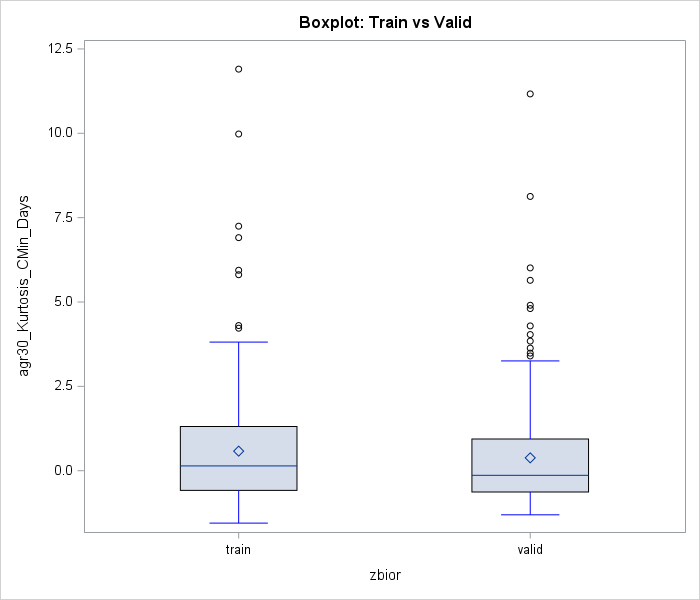 Boxplot: Train vs Valid
12.5
10.0
7.5
5.0
2.5
0.0
agr30_Kurtosis_CMin_Days
train
valid
zbior